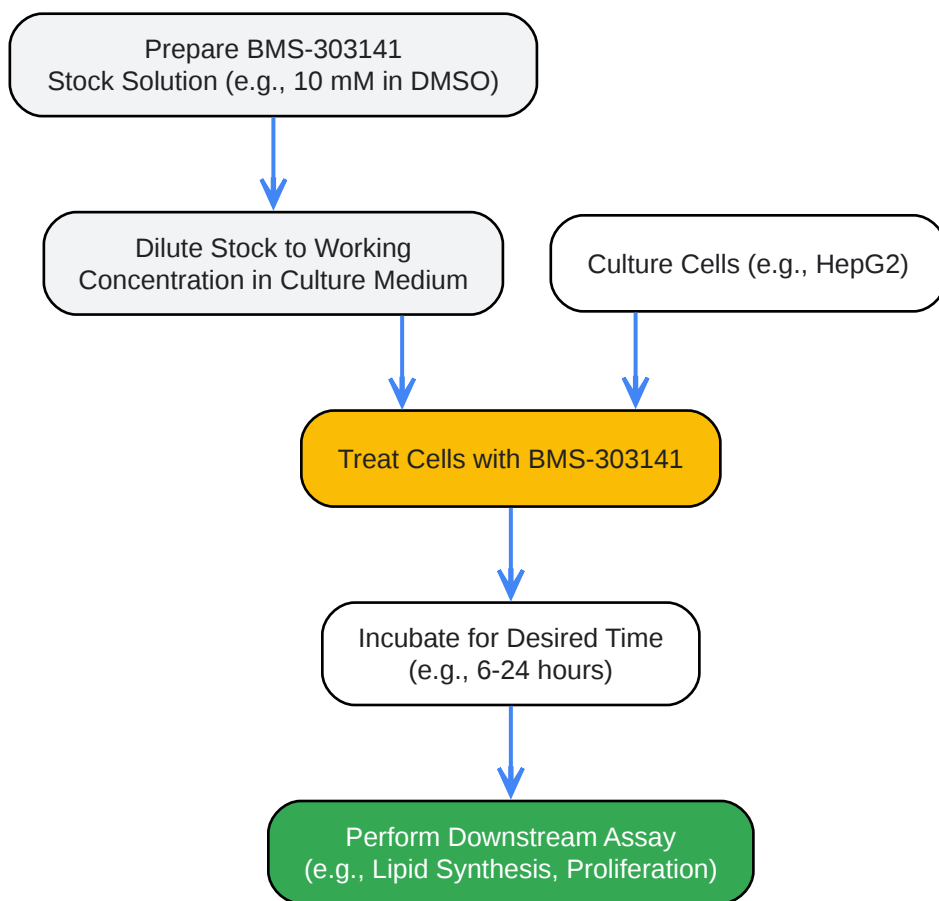 Prepare BMS-303141
Stock Solution (e.g., 10 mM in DMSO)
Dilute Stock to Working
Concentration in Culture Medium
Culture Cells (e.g., HepG2)
Treat Cells with BMS-303141
Incubate for Desired Time
(e.g., 6-24 hours)
Perform Downstream Assay
(e.g., Lipid Synthesis, Proliferation)